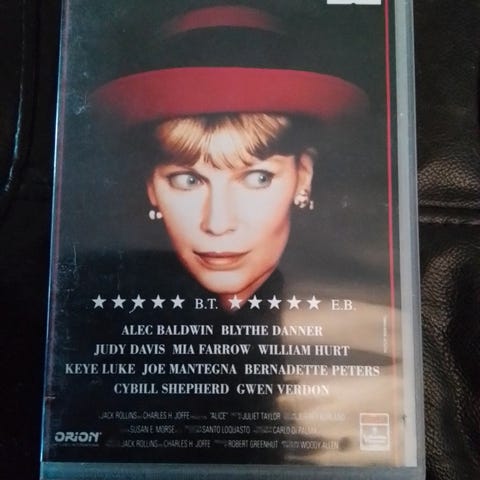 ★★★★★ B.T. ★★★★★ E.B.
ALEC BALDWIN BLYTHE DANNER
JUDY DAVIS MIA FARROW WILLIAM HURT
KEYE LUKE JOE MANTEGNA BERNADETTE PETERS
CYBILL SHEPHERD GWEN VERDON
JACK ROLLINS AND CHARLES H. JOFFE "ALICE" JULIET TAYLOR
SUSAN E. MORSE SANTO LOQUASTO CARLO DI PALMA
ORION JACK ROLLINS AND CHARLES H. JOFFE ROBERT GREENHUT WOODY ALLEN